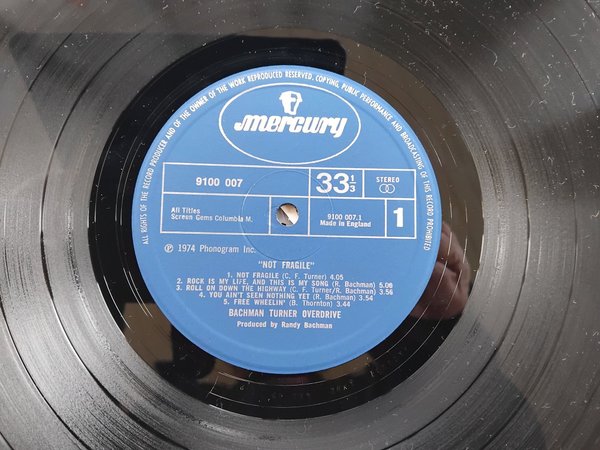 ALL RIGHTS OF THE RECORD PRODUCER AND OF THE OWNER OF THE WORK REPRODUCED RESERVED, COPYING, PUBLIC PERFORMANCE AND BROADCASTING OF THIS RECORD PROHIBITED
mercury
9100 007
33 1/3
STEREO
All Titles
Screen Gems Columbia M.
9100 007.1
Made in England
1
℗ 1974 Phonogram Inc.
"NOT FRAGILE"
1. NOT FRAGILE (C. F. Turner) 4.05
2. ROCK IS MY LIFE, AND THIS IS MY SONG (R. Bachman) 5.06
3. ROLL ON DOWN THE HIGHWAY (C. F. Turner/R. Bachman) 3.56
4. YOU AIN'T SEEN NOTHING YET (R. Bachman) 3.54
5. FREE WHEELIN' (B. Thornton) 3.44
BACHMAN TURNER OVERDRIVE
Produced by Randy Bachman